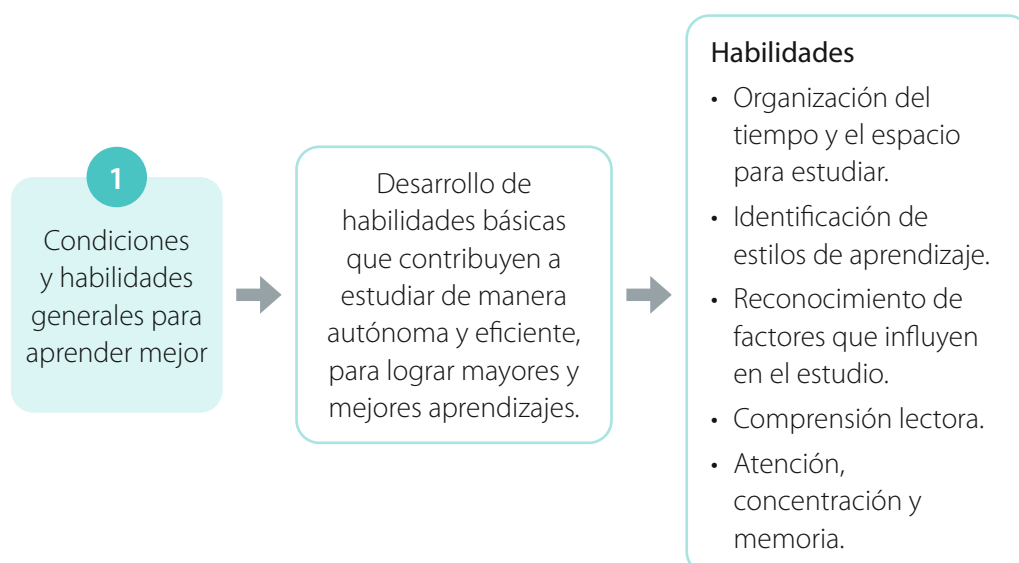 1
Condiciones
y habilidades
generales para
aprender mejor
Desarrollo de
habilidades básicas
que contribuyen a
estudiar de manera
autónoma y eficiente,
para lograr mayores y
mejores aprendizajes.
Habilidades
• Organización del
tiempo y el espacio
para estudiar.
• Identificación de
estilos de aprendizaje.
• Reconocimiento de
factores que influyen
en el estudio.
• Comprensión lectora.
• Atención,
concentración y
memoria.